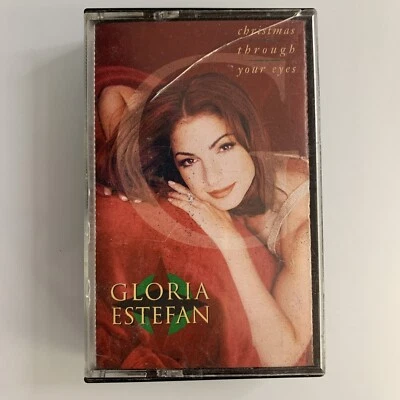 christmas
through
your eyes
G
GLORIA
ESTEFAN